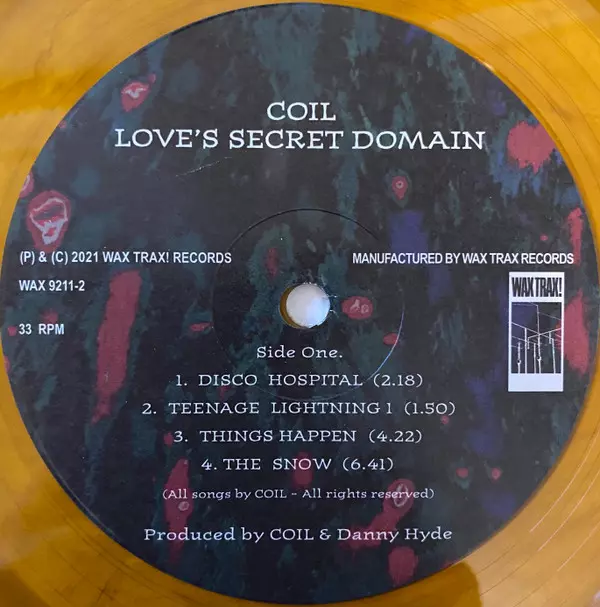 COIL
LOVE'S SECRET DOMAIN
(P) & (C) 2021 WAX TRAX! RECORDS
MANUFACTURED BY WAX TRAX RECORDS
WAX 9211-2
WAX TRAX!
33 RPM
Side One.
1. DISCO HOSPITAL (2.18)
2. TEENAGE LIGHTNING 1 (1.50)
3. THINGS HAPPEN (4.22)
4. THE SNOW (6.41)
(All songs by COIL - All rights reserved)
Produced by COIL & Danny Hyde